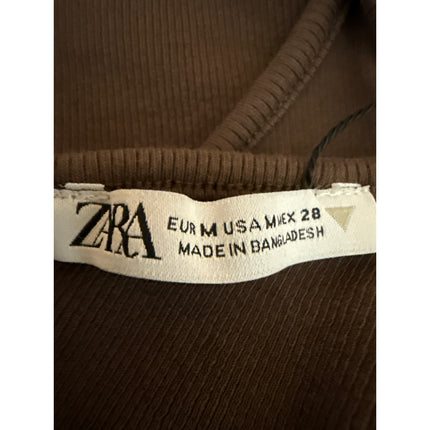 ZARA
EUR M USA M MEX 28
MADE IN BANGLADESH